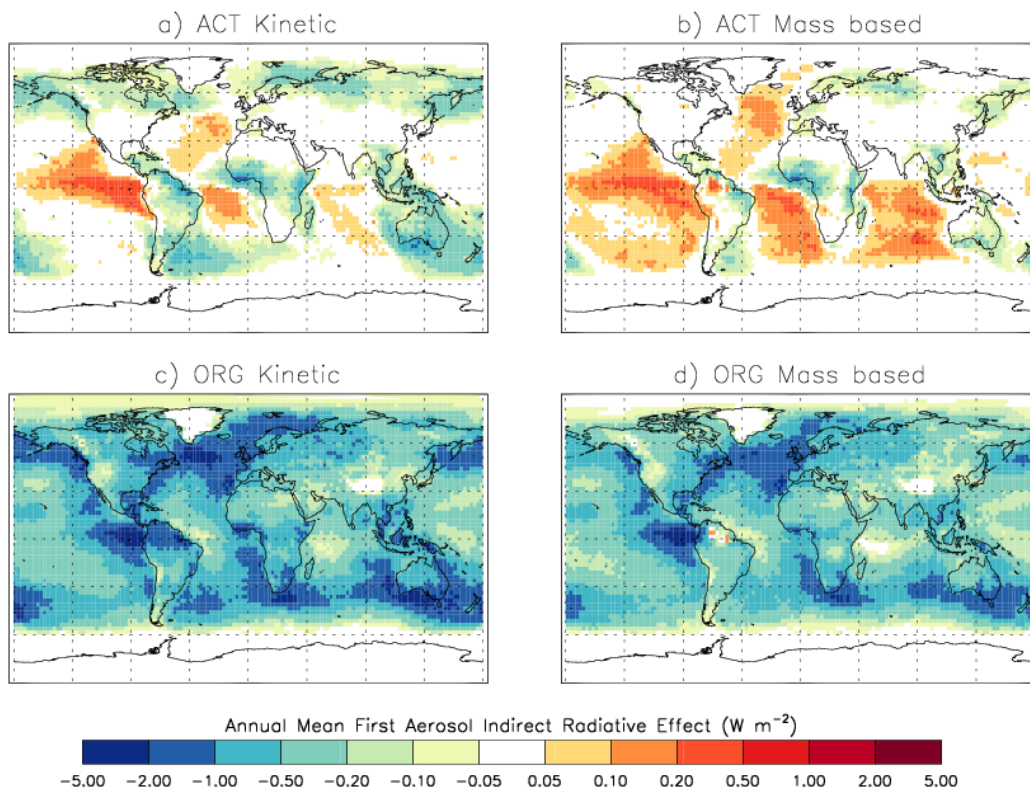 a) ACT Kinetic
b) ACT Mass based
c) ORG Kinetic
d) ORG Mass based
Annual Mean First Aerosol Indirect Radiative Effect (W m⁻²)
−5.00 −2.00 −1.00 −0.50 −0.20 −0.10 −0.05 0.05 0.10 0.20 0.50 1.00 2.00 5.00